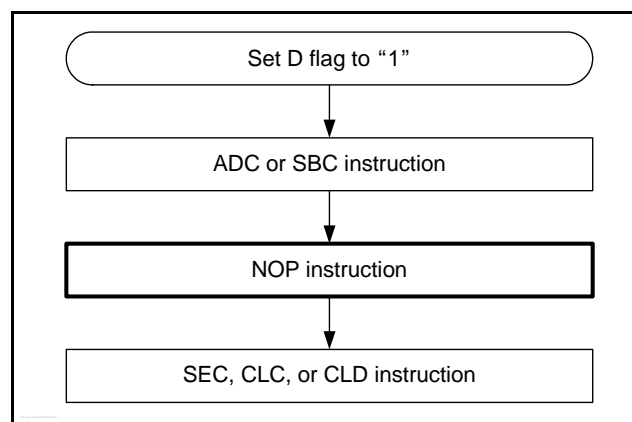 Set D flag to “1”
ADC or SBC instruction
NOP instruction
SEC, CLC, or CLD instruction